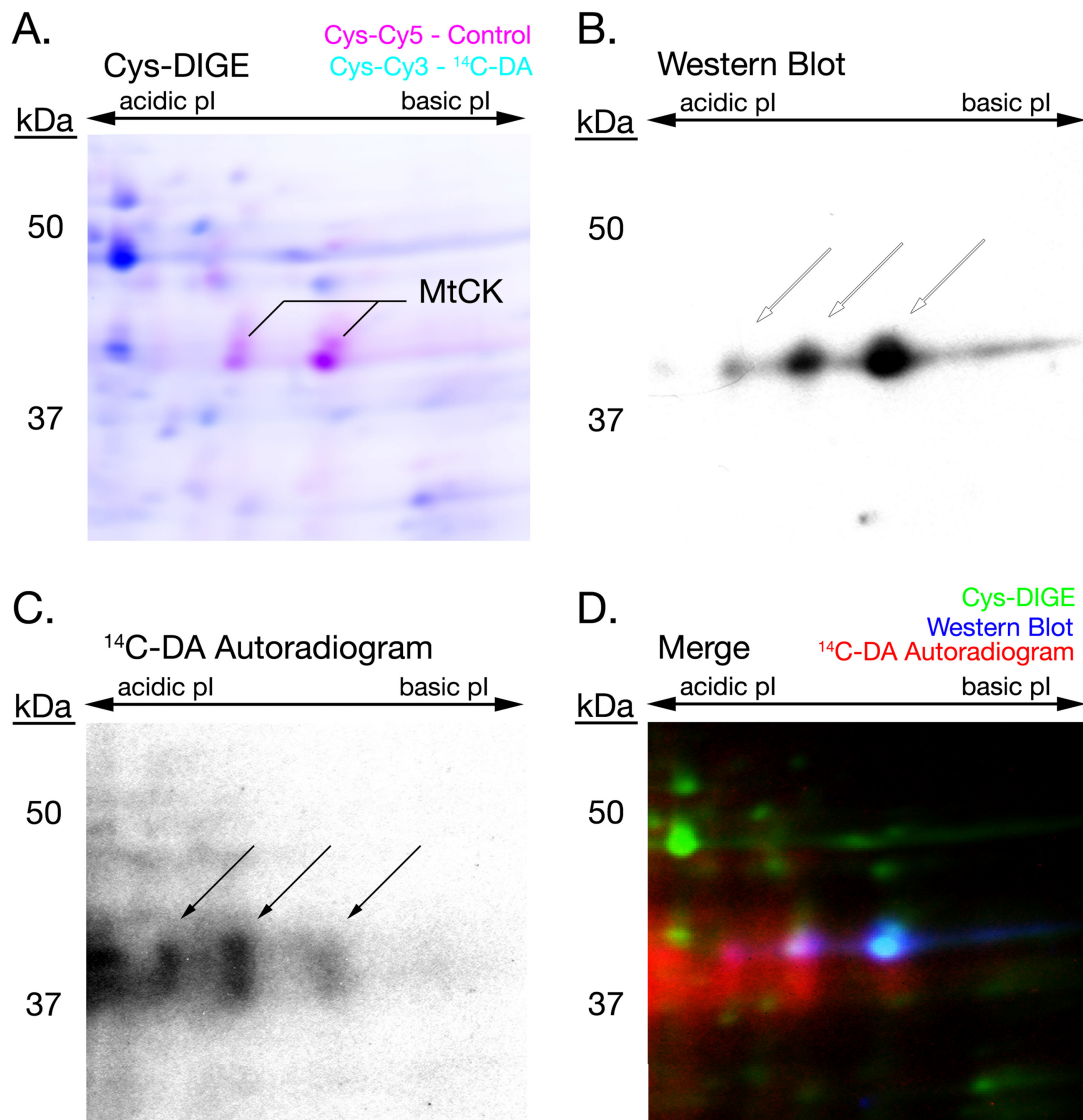 A.
Cys-Cy5 - Control
Cys-DIGE
Cys-Cy3 - ¹⁴C-DA
acidic pI
basic pI
kDa
50
MtCK
37
B.
Western Blot
acidic pI
basic pI
kDa
50
37
C.
¹⁴C-DA Autoradiogram
acidic pI
basic pI
kDa
50
37
D.
Cys-DIGE
Western Blot
Merge
¹⁴C-DA Autoradiogram
acidic pI
basic pI
kDa
50
37